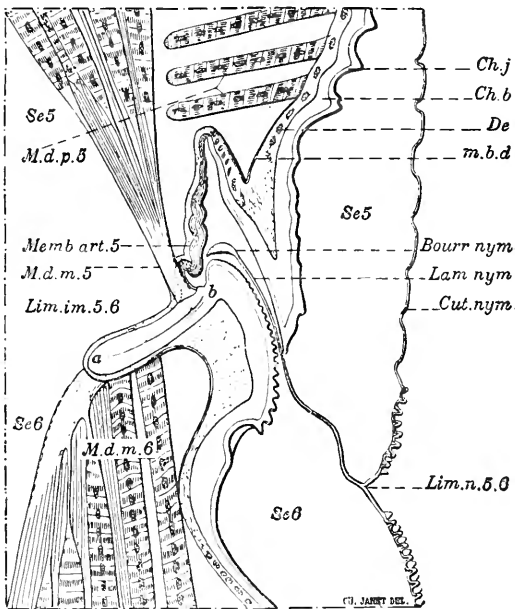 Se5
M.d.p.5
Memb art.5
M.d.m.5
Lim.im.5.6
a
b
Se6
M.d.m.6
Ch.j
Ch.b
De
m.b.d
Se5
Bourr nym
Lam nym
Cut.nym.
Lim.n.5.6
Se6
CH. JANET DEL.